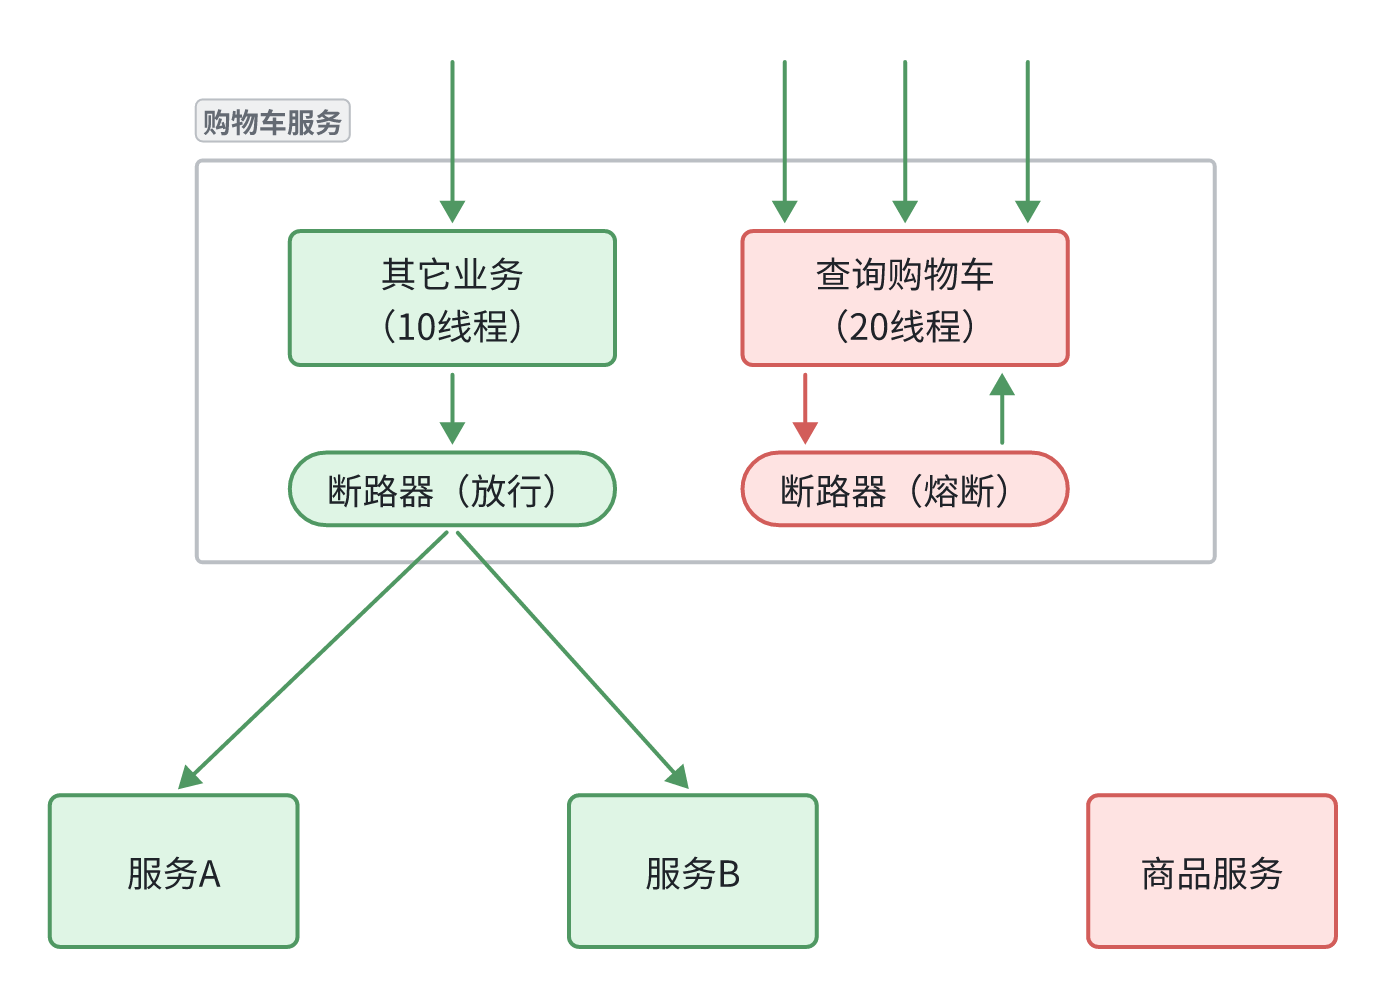 购物车服务
其它业务
（10线程）
查询购物车
（20线程）
断路器（放行）
断路器（熔断）
服务A
服务B
商品服务